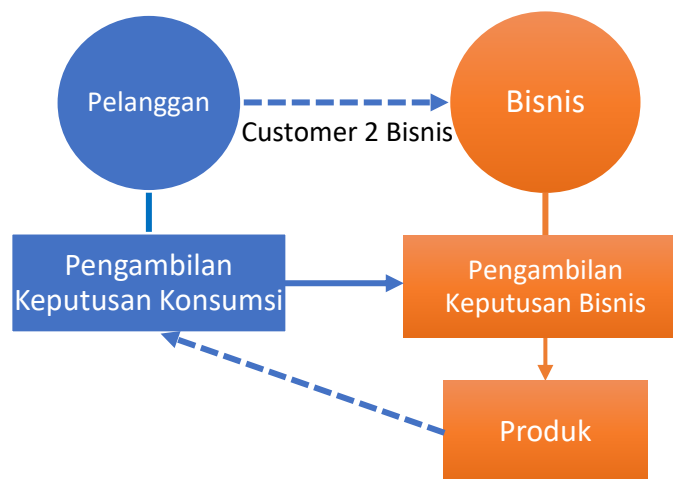 Pelanggan
Bisnis
Customer 2 Bisnis
Pengambilan
Keputusan Konsumsi
Pengambilan
Keputusan Bisnis
Produk